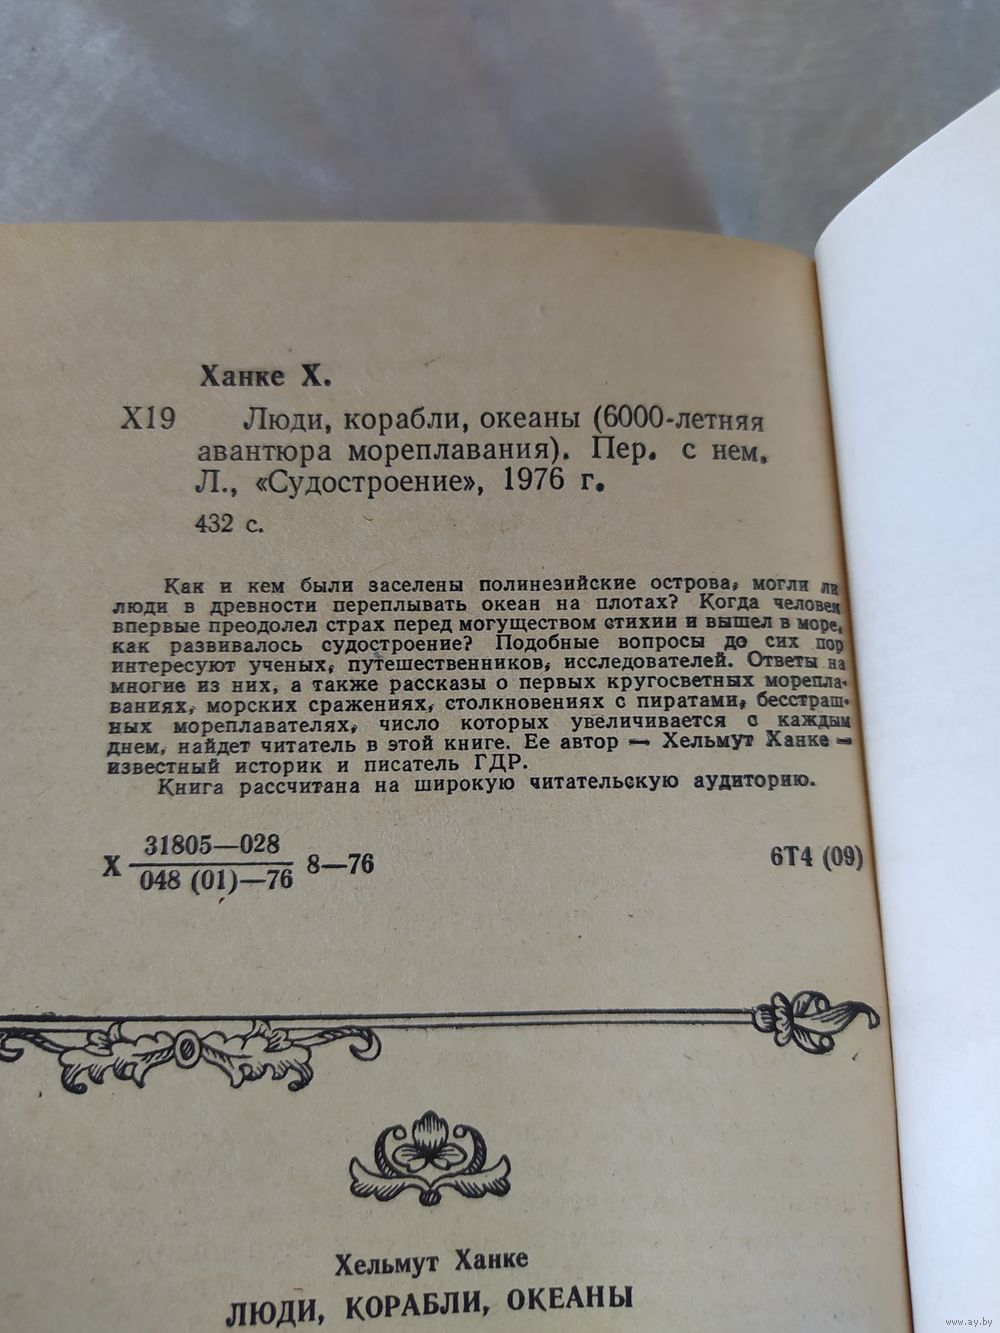 Ханке Х.
Х19 Люди, корабли, океаны (6000-летняя
авантюра мореплавания). Пер. с нем.
Л., «Судостроение», 1976 г.
432 с.
Как и кем были заселены полинезийские острова, могли ли
люди в древности переплывать океан на плотах? Когда человек
впервые преодолел страх перед могуществом стихии и вышел в море,
как развивалось судостроение? Подобные вопросы до сих пор
интересуют ученых, путешественников, исследователей. Ответы на
многие из них, а также рассказы о первых кругосветных морепла-
ваниях, морских сражениях, столкновениях с пиратами, бесстраш-
ных мореплавателях, число которых увеличивается с каждым
днем, найдет читатель в этой книге. Ее автор — Хельмут Ханке —
известный историк и писатель ГДР.
Книга рассчитана на широкую читательскую аудиторию.
31805—028
Х 8—76 6Т4 (09)
048 (01)—76
Хельмут Ханке
ЛЮДИ, КОРАБЛИ, ОКЕАНЫ
www.ay.by